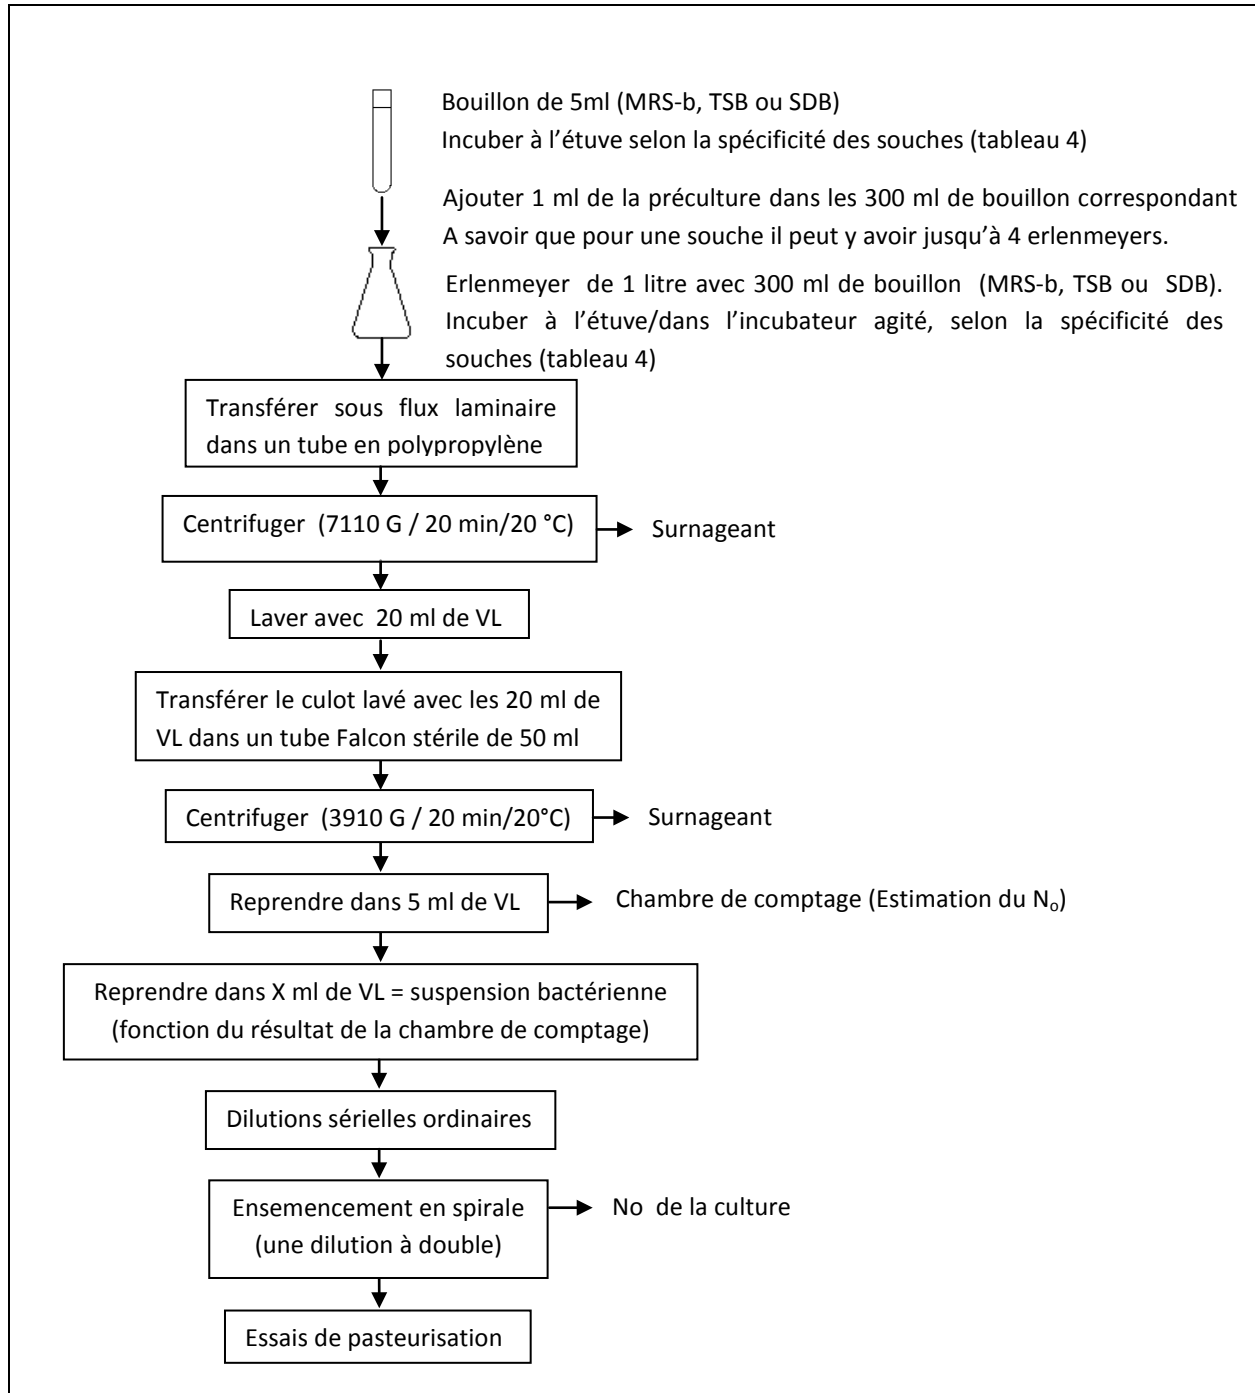 Bouillon de 5ml (MRS-b, TSB ou SDB)
Incuber à l’étuve selon la spécificité des souches (tableau 4)
Ajouter 1 ml de la préculture dans les 300 ml de bouillon correspondant
A savoir que pour une souche il peut y avoir jusqu’à 4 erlenmeyers.
Erlenmeyer de 1 litre avec 300 ml de bouillon (MRS-b, TSB ou SDB).
Incuber à l’étuve/dans l’incubateur agité, selon la spécificité des
souches (tableau 4)
Transférer sous flux laminaire
dans un tube en polypropylène
Centrifuger (7110 G / 20 min/20 °C)
Surnageant
Laver avec 20 ml de VL
Transférer le culot lavé avec les 20 ml de
VL dans un tube Falcon stérile de 50 ml
Centrifuger (3910 G / 20 min/20°C)
Surnageant
Reprendre dans 5 ml de VL
Chambre de comptage (Estimation du Nₒ)
Reprendre dans X ml de VL = suspension bactérienne
(fonction du résultat de la chambre de comptage)
Dilutions sérielles ordinaires
Ensemencement en spirale
(une dilution à double)
No de la culture
Essais de pasteurisation